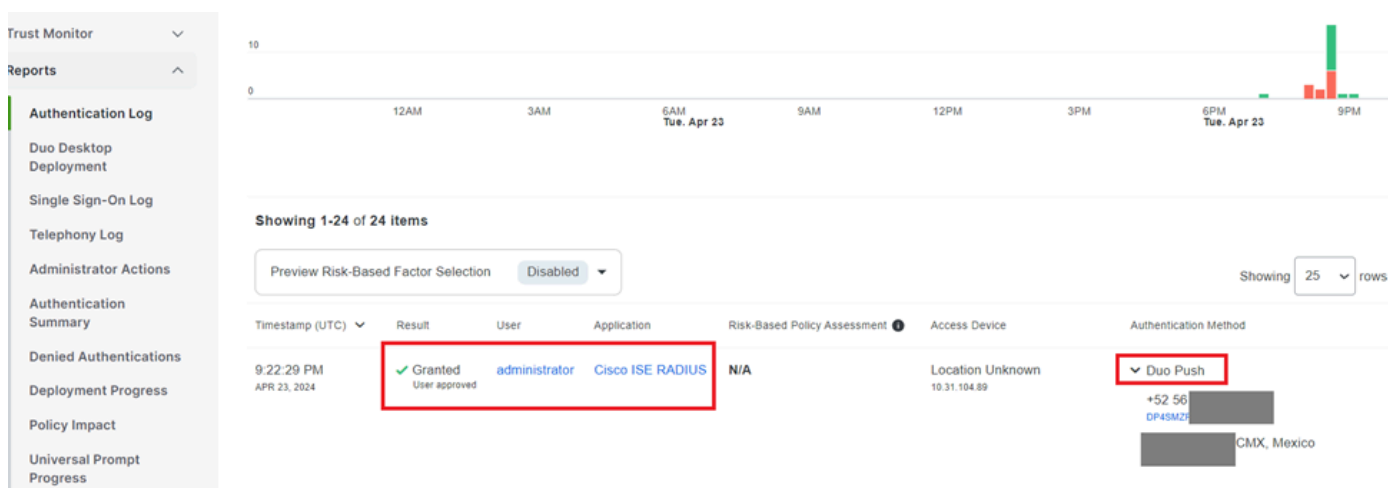 Trust Monitor
Reports
Authentication Log
Duo Desktop
Deployment
Single Sign-On Log
Telephony Log
Administrator Actions
Authentication
Summary
Denied Authentications
Deployment Progress
Policy Impact
Universal Prompt
Progress
10
0
12AM 3AM 6AM 9AM 12PM 3PM 6PM 9PM
Tue. Apr 23 Tue. Apr 23
Showing 1-24 of 24 items
Preview Risk-Based Factor Selection Disabled
Showing 25 rows
Timestamp (UTC) Result User Application Risk-Based Policy Assessment Access Device Authentication Method
9:22:29 PM Granted administrator Cisco ISE RADIUS N/A Location Unknown Duo Push
APR 23, 2024 User approved 10.31.104.89
+52 56
DP4SMZF
CMX, Mexico